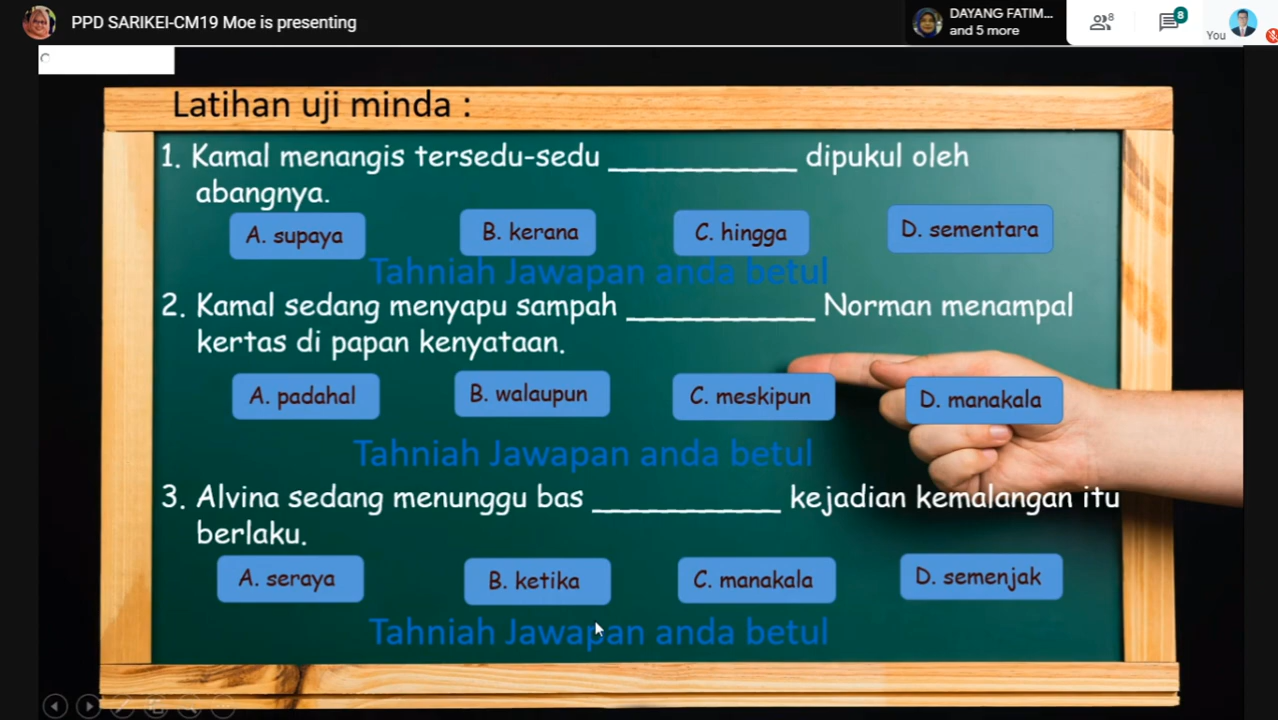 PPD SARIKEI-CM19 Moe is presenting
DAYANG FATIM...
and 5 more
8
8
You
Latihan uji minda :
1. Kamal menangis tersedu-sedu ____________ dipukul oleh
abangnya.
A. supaya B. kerana C. hingga D. sementara
Tahniah Jawapan anda betul
2. Kamal sedang menyapu sampah ____________ Norman menampal
kertas di papan kenyataan.
A. padahal B. walaupun C. meskipun D. manakala
Tahniah Jawapan anda betul
3. Alvina sedang menunggu bas ____________ kejadian kemalangan itu
berlaku.
A. seraya B. ketika C. manakala D. semenjak
Tahniah Jawapan anda betul